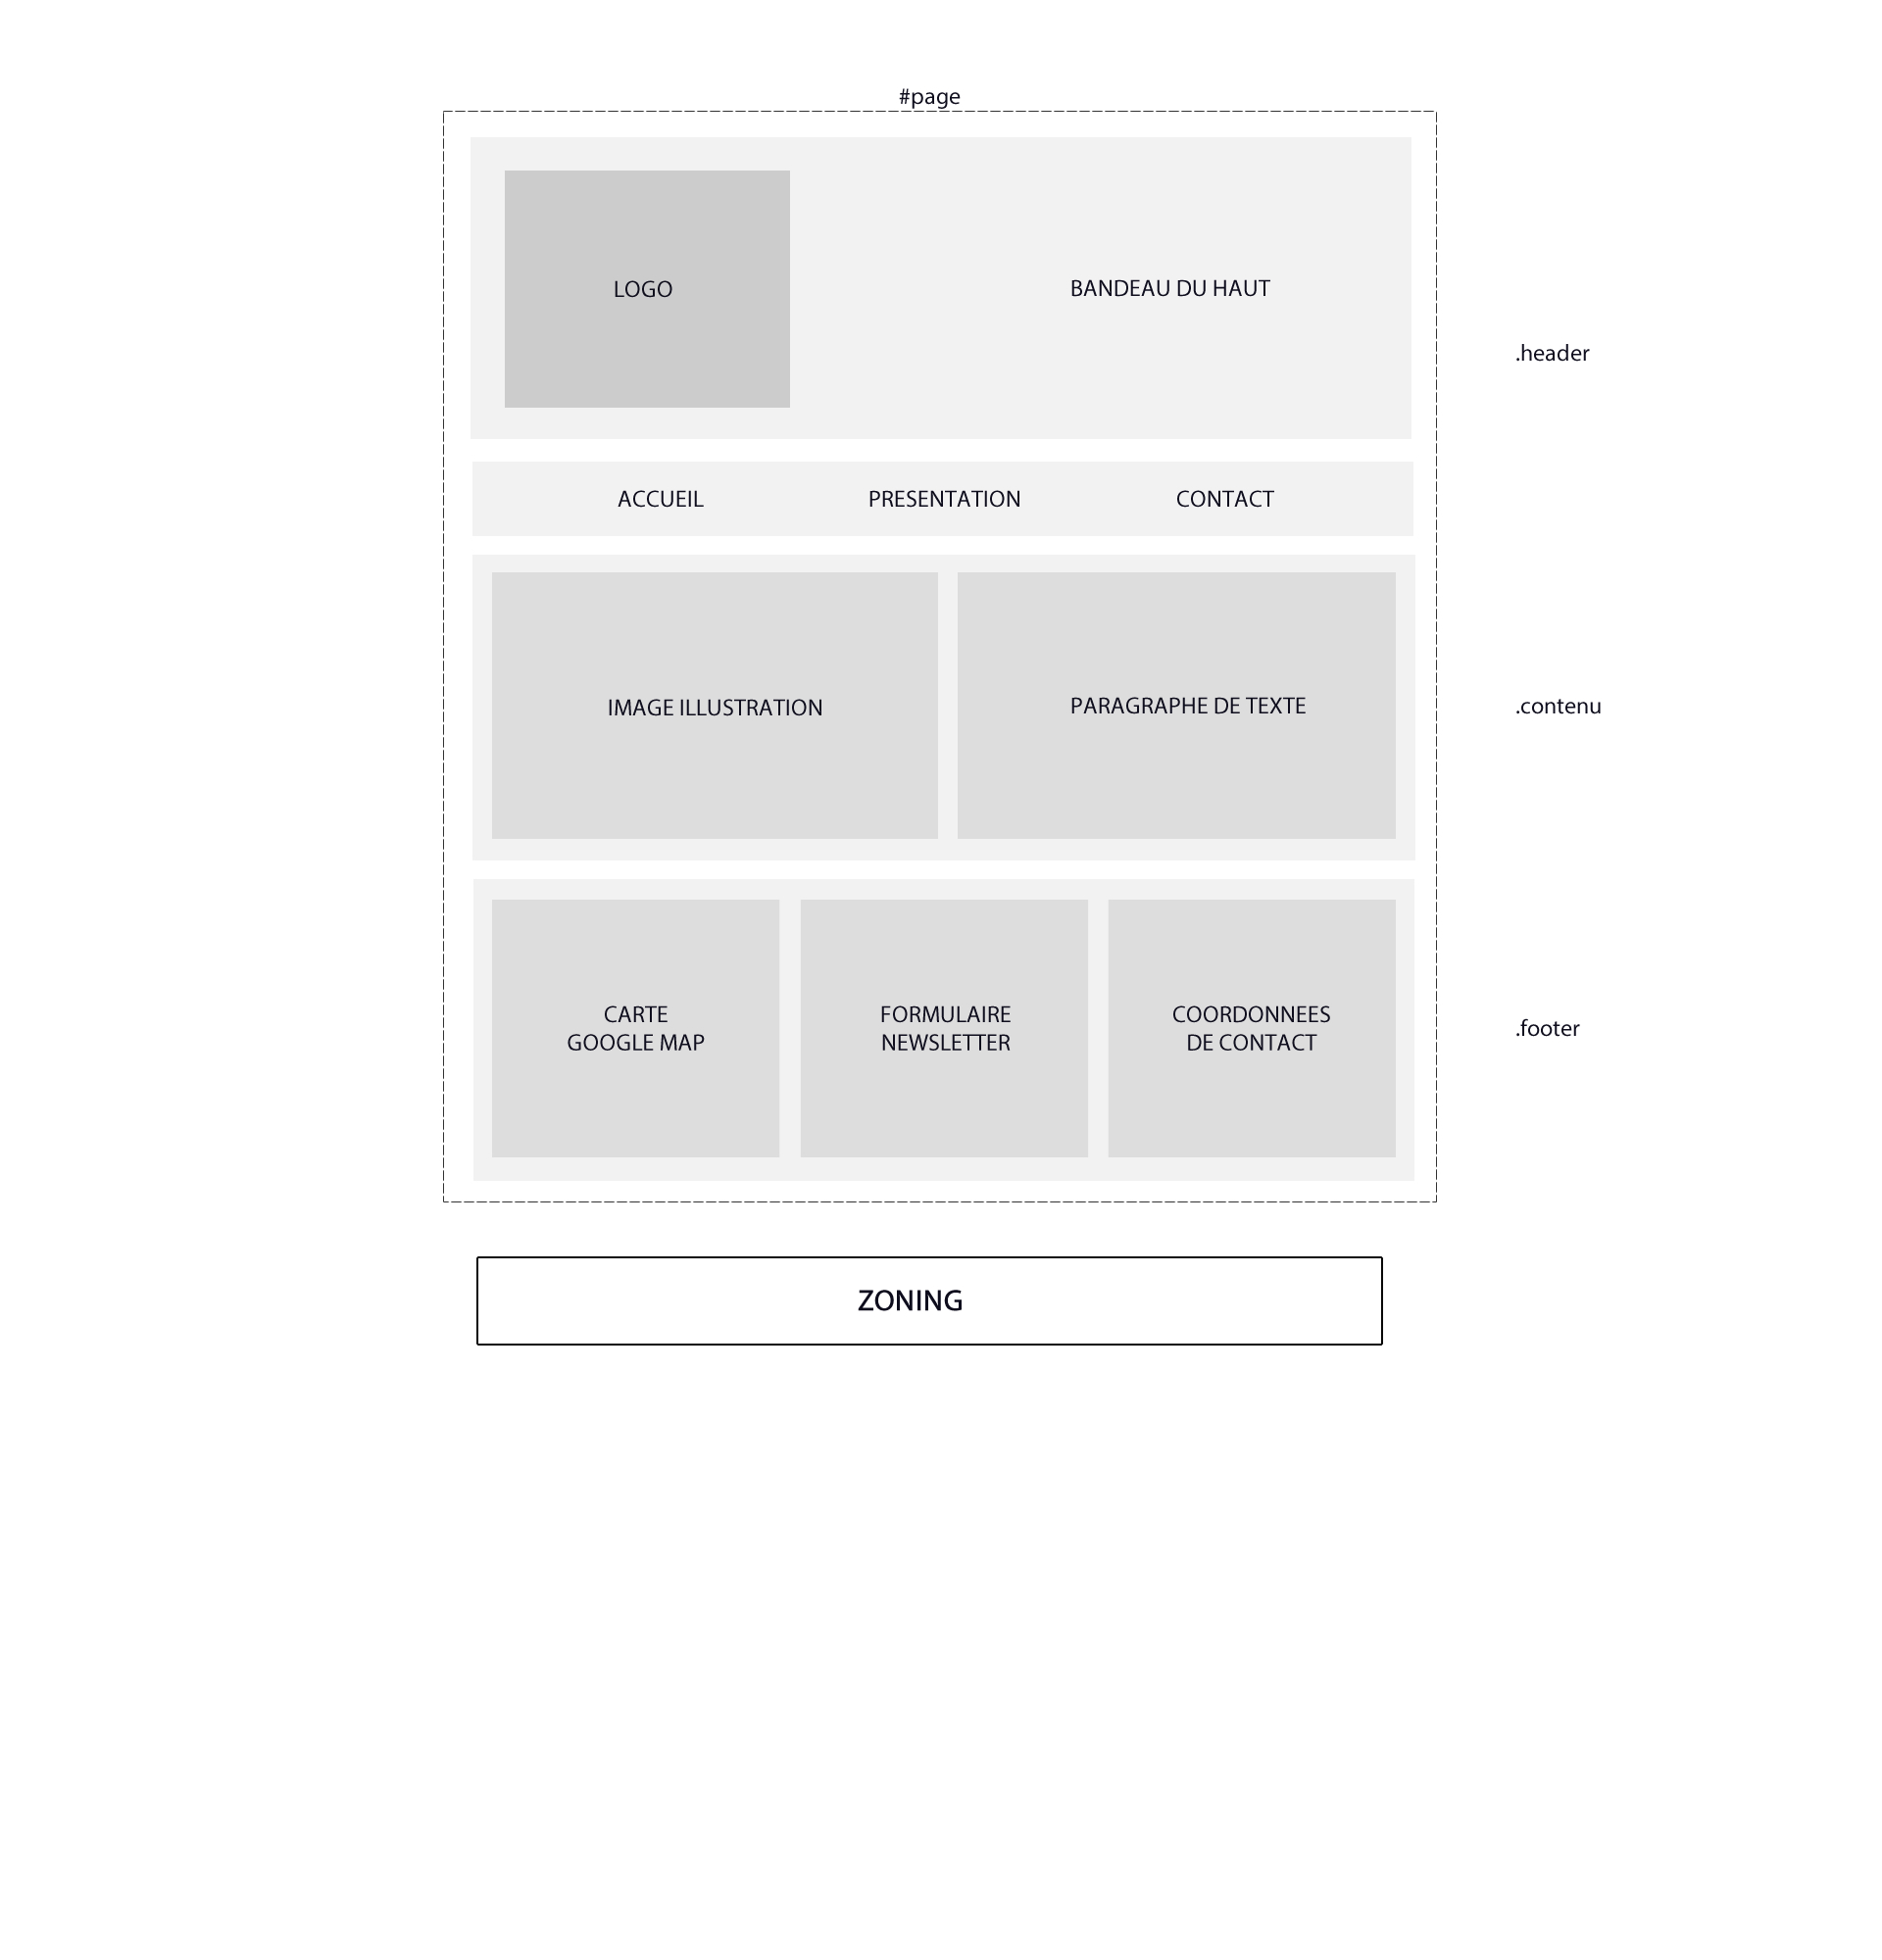 #page
LOGO
BANDEAU DU HAUT
.header
ACCUEIL
PRESENTATION
CONTACT
IMAGE ILLUSTRATION
PARAGRAPHE DE TEXTE
.contenu
CARTE
GOOGLE MAP
FORMULAIRE
NEWSLETTER
COORDONNEES
DE CONTACT
.footer
ZONING